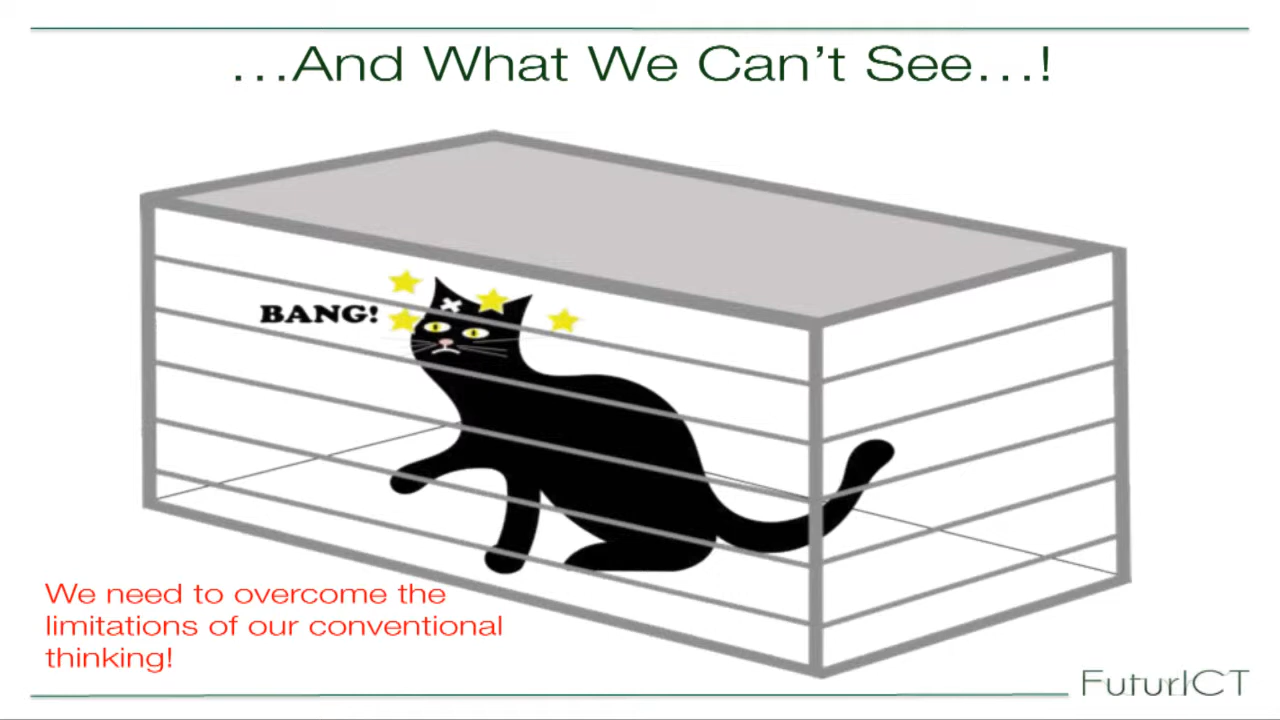 ...And What We Can't See...!
BANG!
We need to overcome the
limitations of our conventional
thinking!
FuturICT